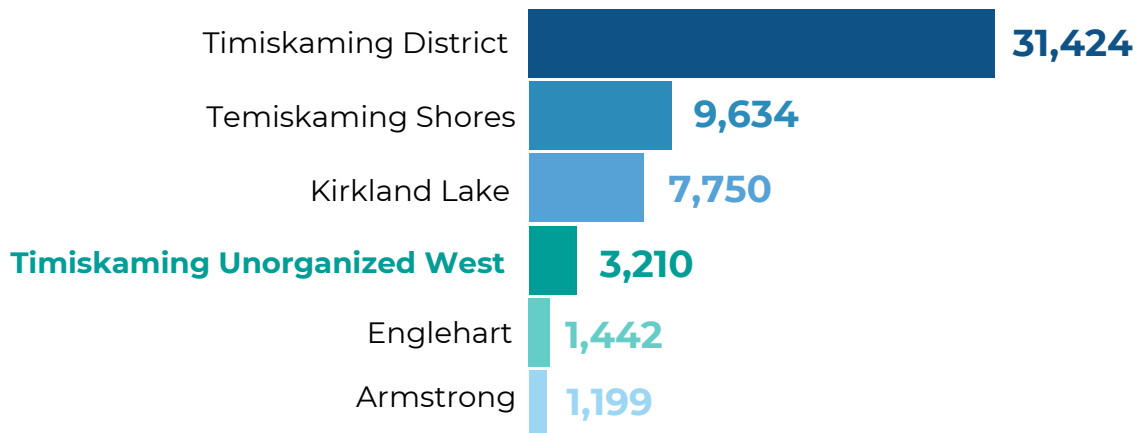 Timiskaming District 31,424
Temiskaming Shores 9,634
Kirkland Lake 7,750
Timiskaming Unorganized West 3,210
Englehart 1,442
Armstrong 1,199